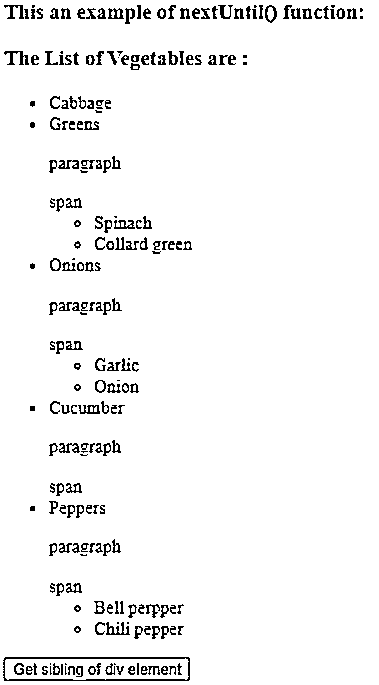 This an example of nextUntil() function:
The List of Vegetables are :
Cabbage
Greens
paragraph
span
Spinach
Collard green
Onions
paragraph
span
Garlic
Onion
Cucumber
paragraph
span
Peppers
paragraph
span
Bell perpper
Chili pepper
Get sibling of div element